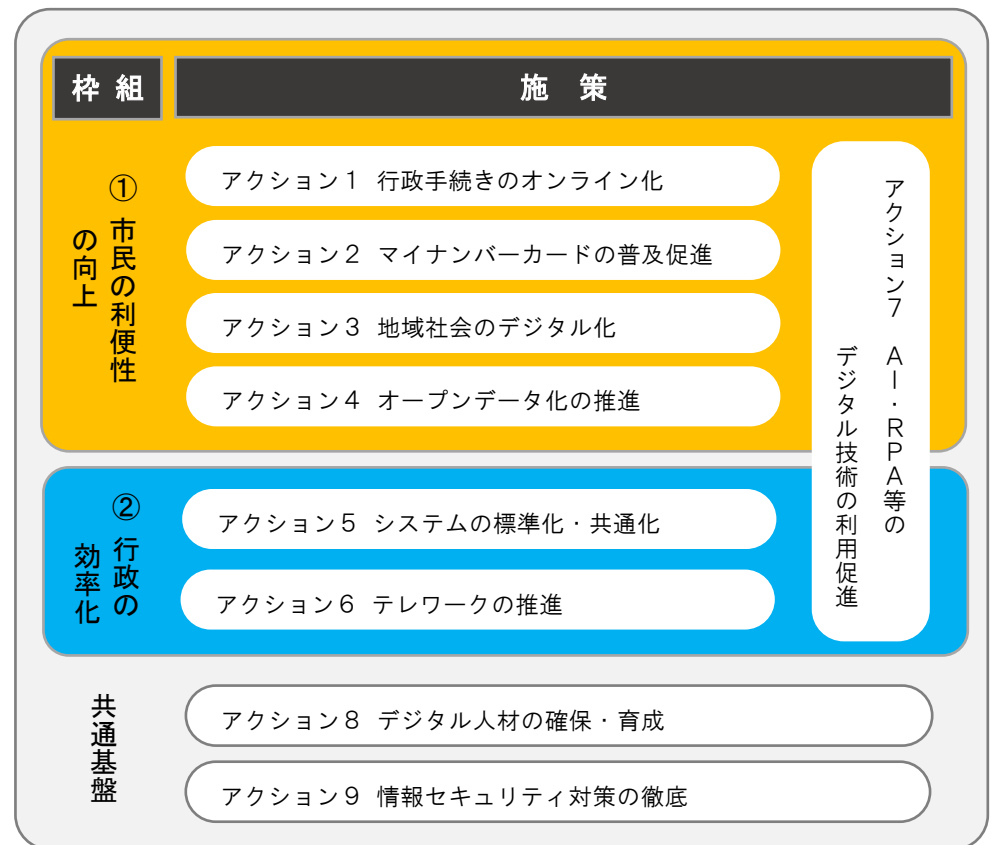 枠 組
施 策
① 市民の利便性
の向上
アクション１ 行政手続きのオンライン化
アクション２ マイナンバーカードの普及促進
アクション３ 地域社会のデジタル化
アクション４ オープンデータ化の推進
アクション７ ＡＩ・ＲＰＡ等の
デジタル技術の利用促進
② 行政の
効率化
アクション５ システムの標準化・共通化
アクション６ テレワークの推進
共通基盤
アクション８ デジタル人材の確保・育成
アクション９ 情報セキュリティ対策の徹底